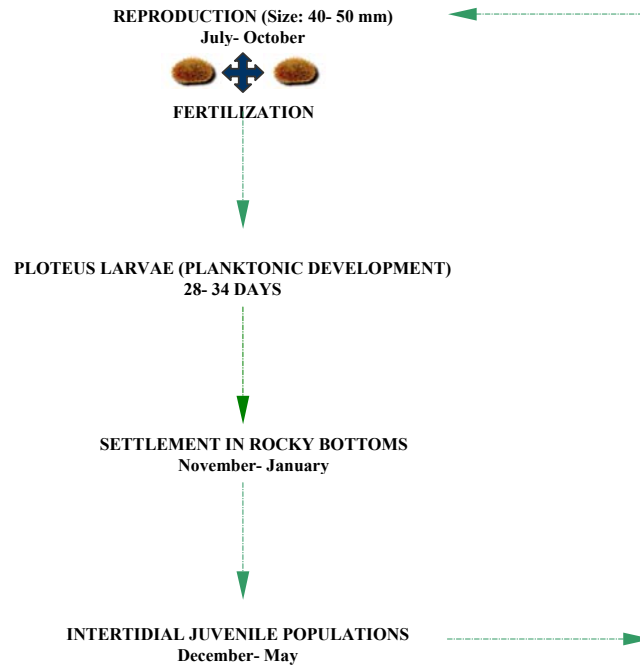 REPRODUCTION (Size: 40- 50 mm)
July- October
FERTILIZATION
PLOTEUS LARVAE (PLANKTONIC DEVELOPMENT)
28- 34 DAYS
SETTLEMENT IN ROCKY BOTTOMS
November- January
INTERTIDIAL JUVENILE POPULATIONS
December- May